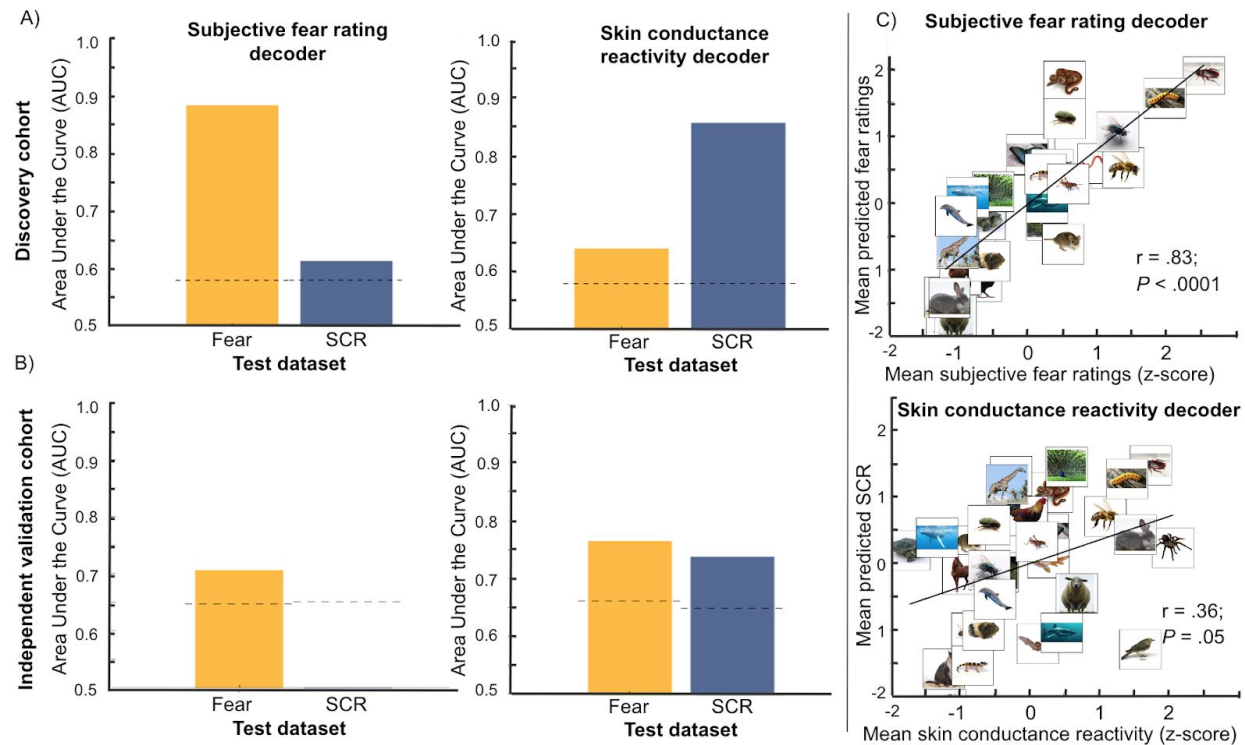 A)
Discovery cohort
Subjective fear rating
decoder
Area Under the Curve (AUC)
1.0
0.9
0.8
0.7
0.6
0.5
Fear
SCR
Test dataset
Skin conductance
reactivity decoder
Area Under the Curve (AUC)
1.0
0.9
0.8
0.7
0.6
0.5
Fear
SCR
Test dataset
B)
Independent validation cohort
Area Under the Curve (AUC)
1.0
0.9
0.8
0.7
0.6
0.5
Fear
SCR
Test dataset
Area Under the Curve (AUC)
1.0
0.9
0.8
0.7
0.6
0.5
Fear
SCR
Test dataset
C)
Subjective fear rating decoder
Mean predicted fear ratings
2
1
0
1
-2
r = .83;
P < .0001
-2
-1
0
1
2
Mean subjective fear ratings (z-score)
Skin conductance reactivity decoder
Mean predicted SCR
2
1
0
1
-2
r = .36;
P = .05
-2
-1
0
1
2
Mean skin conductance reactivity (z-score)